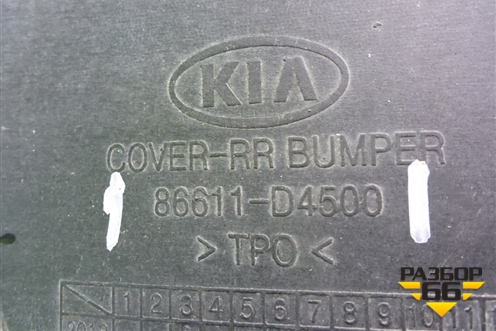 KIA
COVER-RR BUMPER
86611-D4500
> TPO <
1 2 3 4 5 6 7 8 9 10 11
РАЗБОР
66